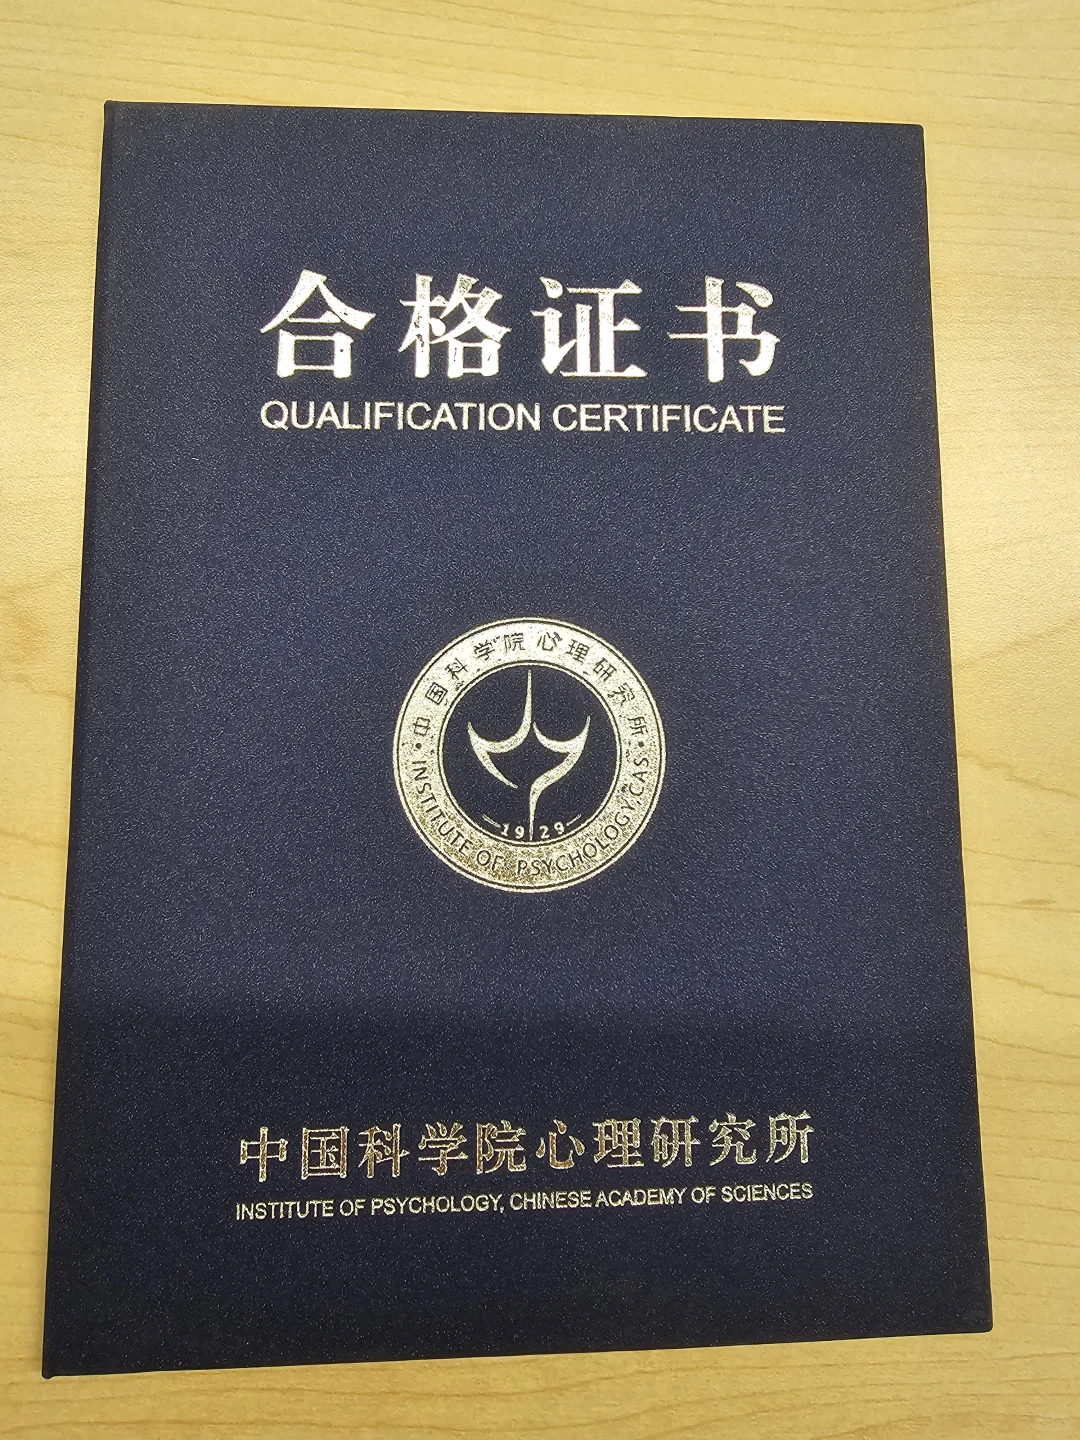 合格证书
QUALIFICATION CERTIFICATE
·中国科学院心理研究所·
INSTITUTE OF PSYCHOLOGY,CAS
1929
中国科学院心理研究所
INSTITUTE OF PSYCHOLOGY, CHINESE ACADEMY OF SCIENCES